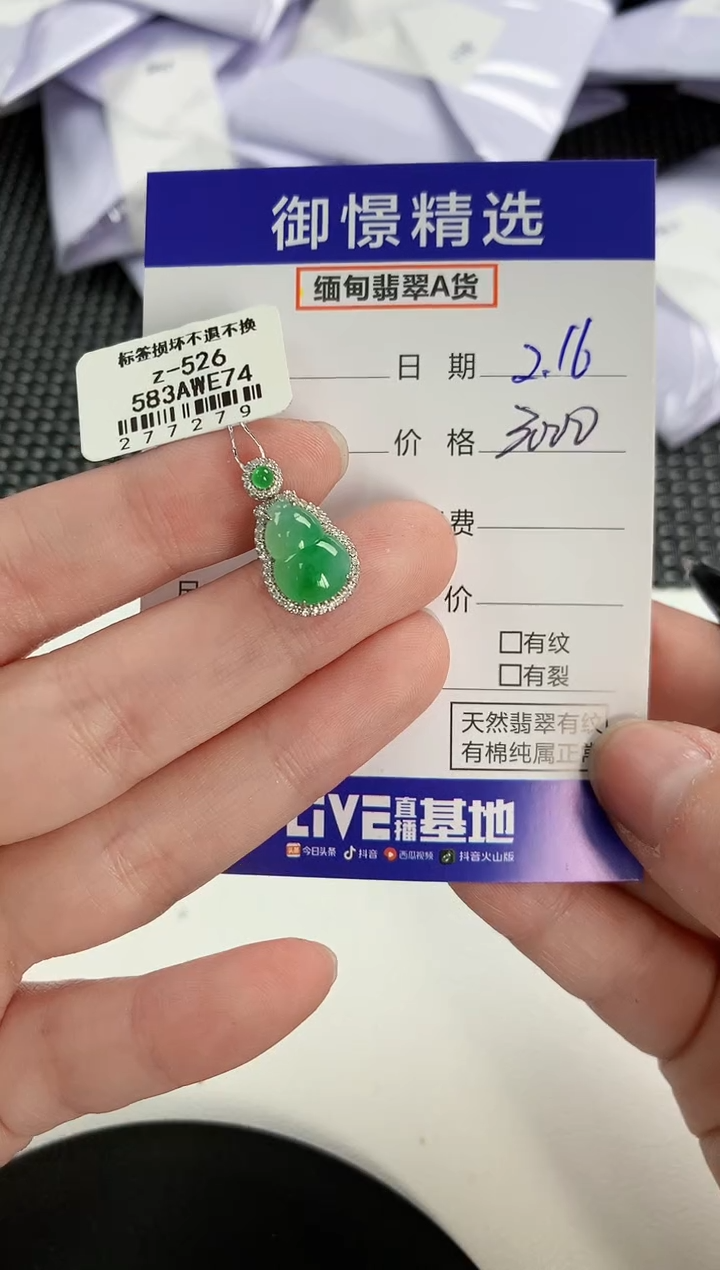 御憬精选
缅甸翡翠A货
标签损坏不退不换
z-526
583AWE74
277279
日期 2.16
价格 3000
费
价
□有纹
□有裂
天然翡翠有纹
有棉纯属正常
LIVE直播基地
头条 今日头条 抖音 西瓜视频 抖音火山版